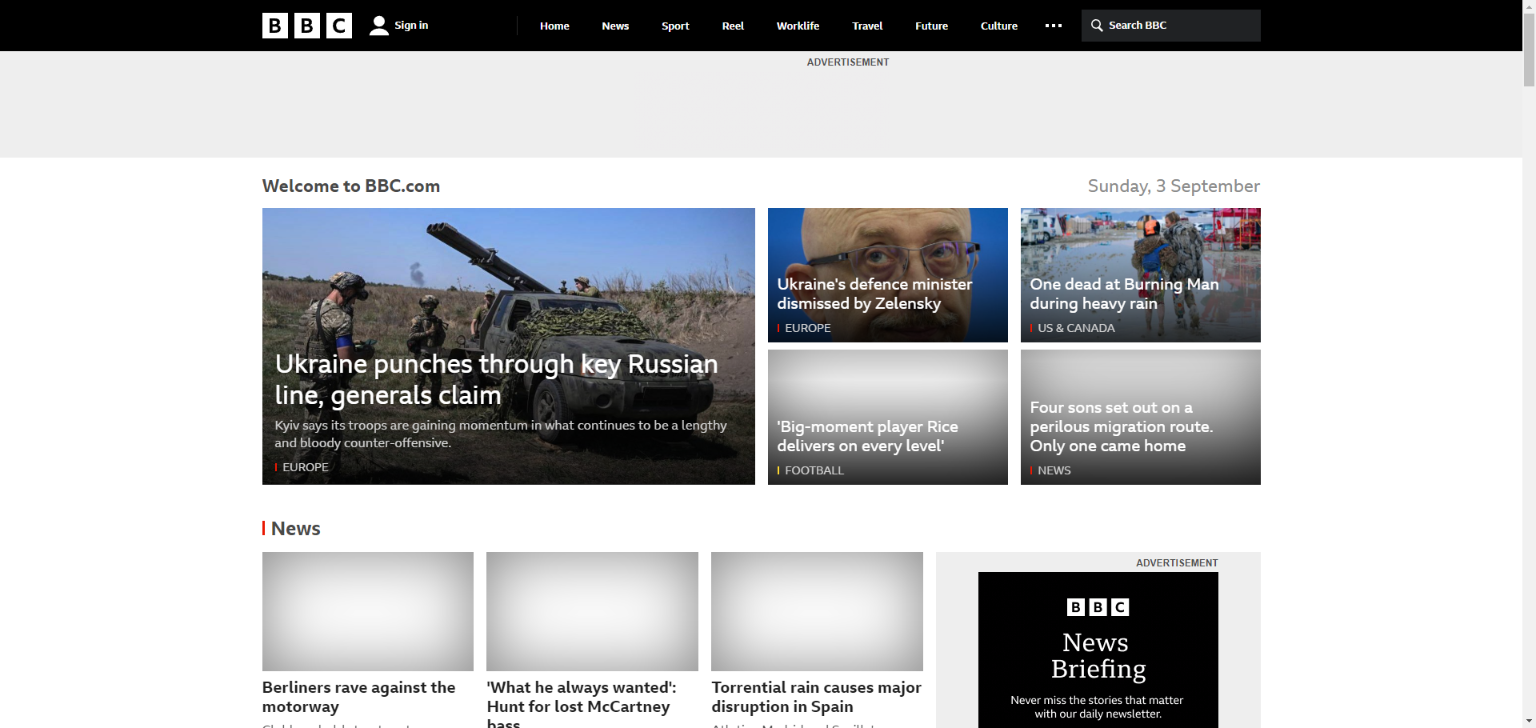 BBC
Sign in
Home
News
Sport
Reel
Worklife
Travel
Future
Culture
Search BBC
ADVERTISEMENT
Welcome to BBC.com
Sunday, 3 September
Ukraine punches through key Russian
line, generals claim
Kyiv says its troops are gaining momentum in what continues to be a lengthy
and bloody counter-offensive.
EUROPE
Ukraine's defence minister
dismissed by Zelensky
EUROPE
One dead at Burning Man
during heavy rain
US & CANADA
'Big-moment player Rice
delivers on every level'
FOOTBALL
Four sons set out on a
perilous migration route.
Only one came home
NEWS
News
Berliners rave against the
motorway
'What he always wanted':
Hunt for lost McCartney
bass
Torrential rain causes major
disruption in Spain
ADVERTISEMENT
BBC
News
Briefing
Never miss the stories that matter
with our daily newsletter.